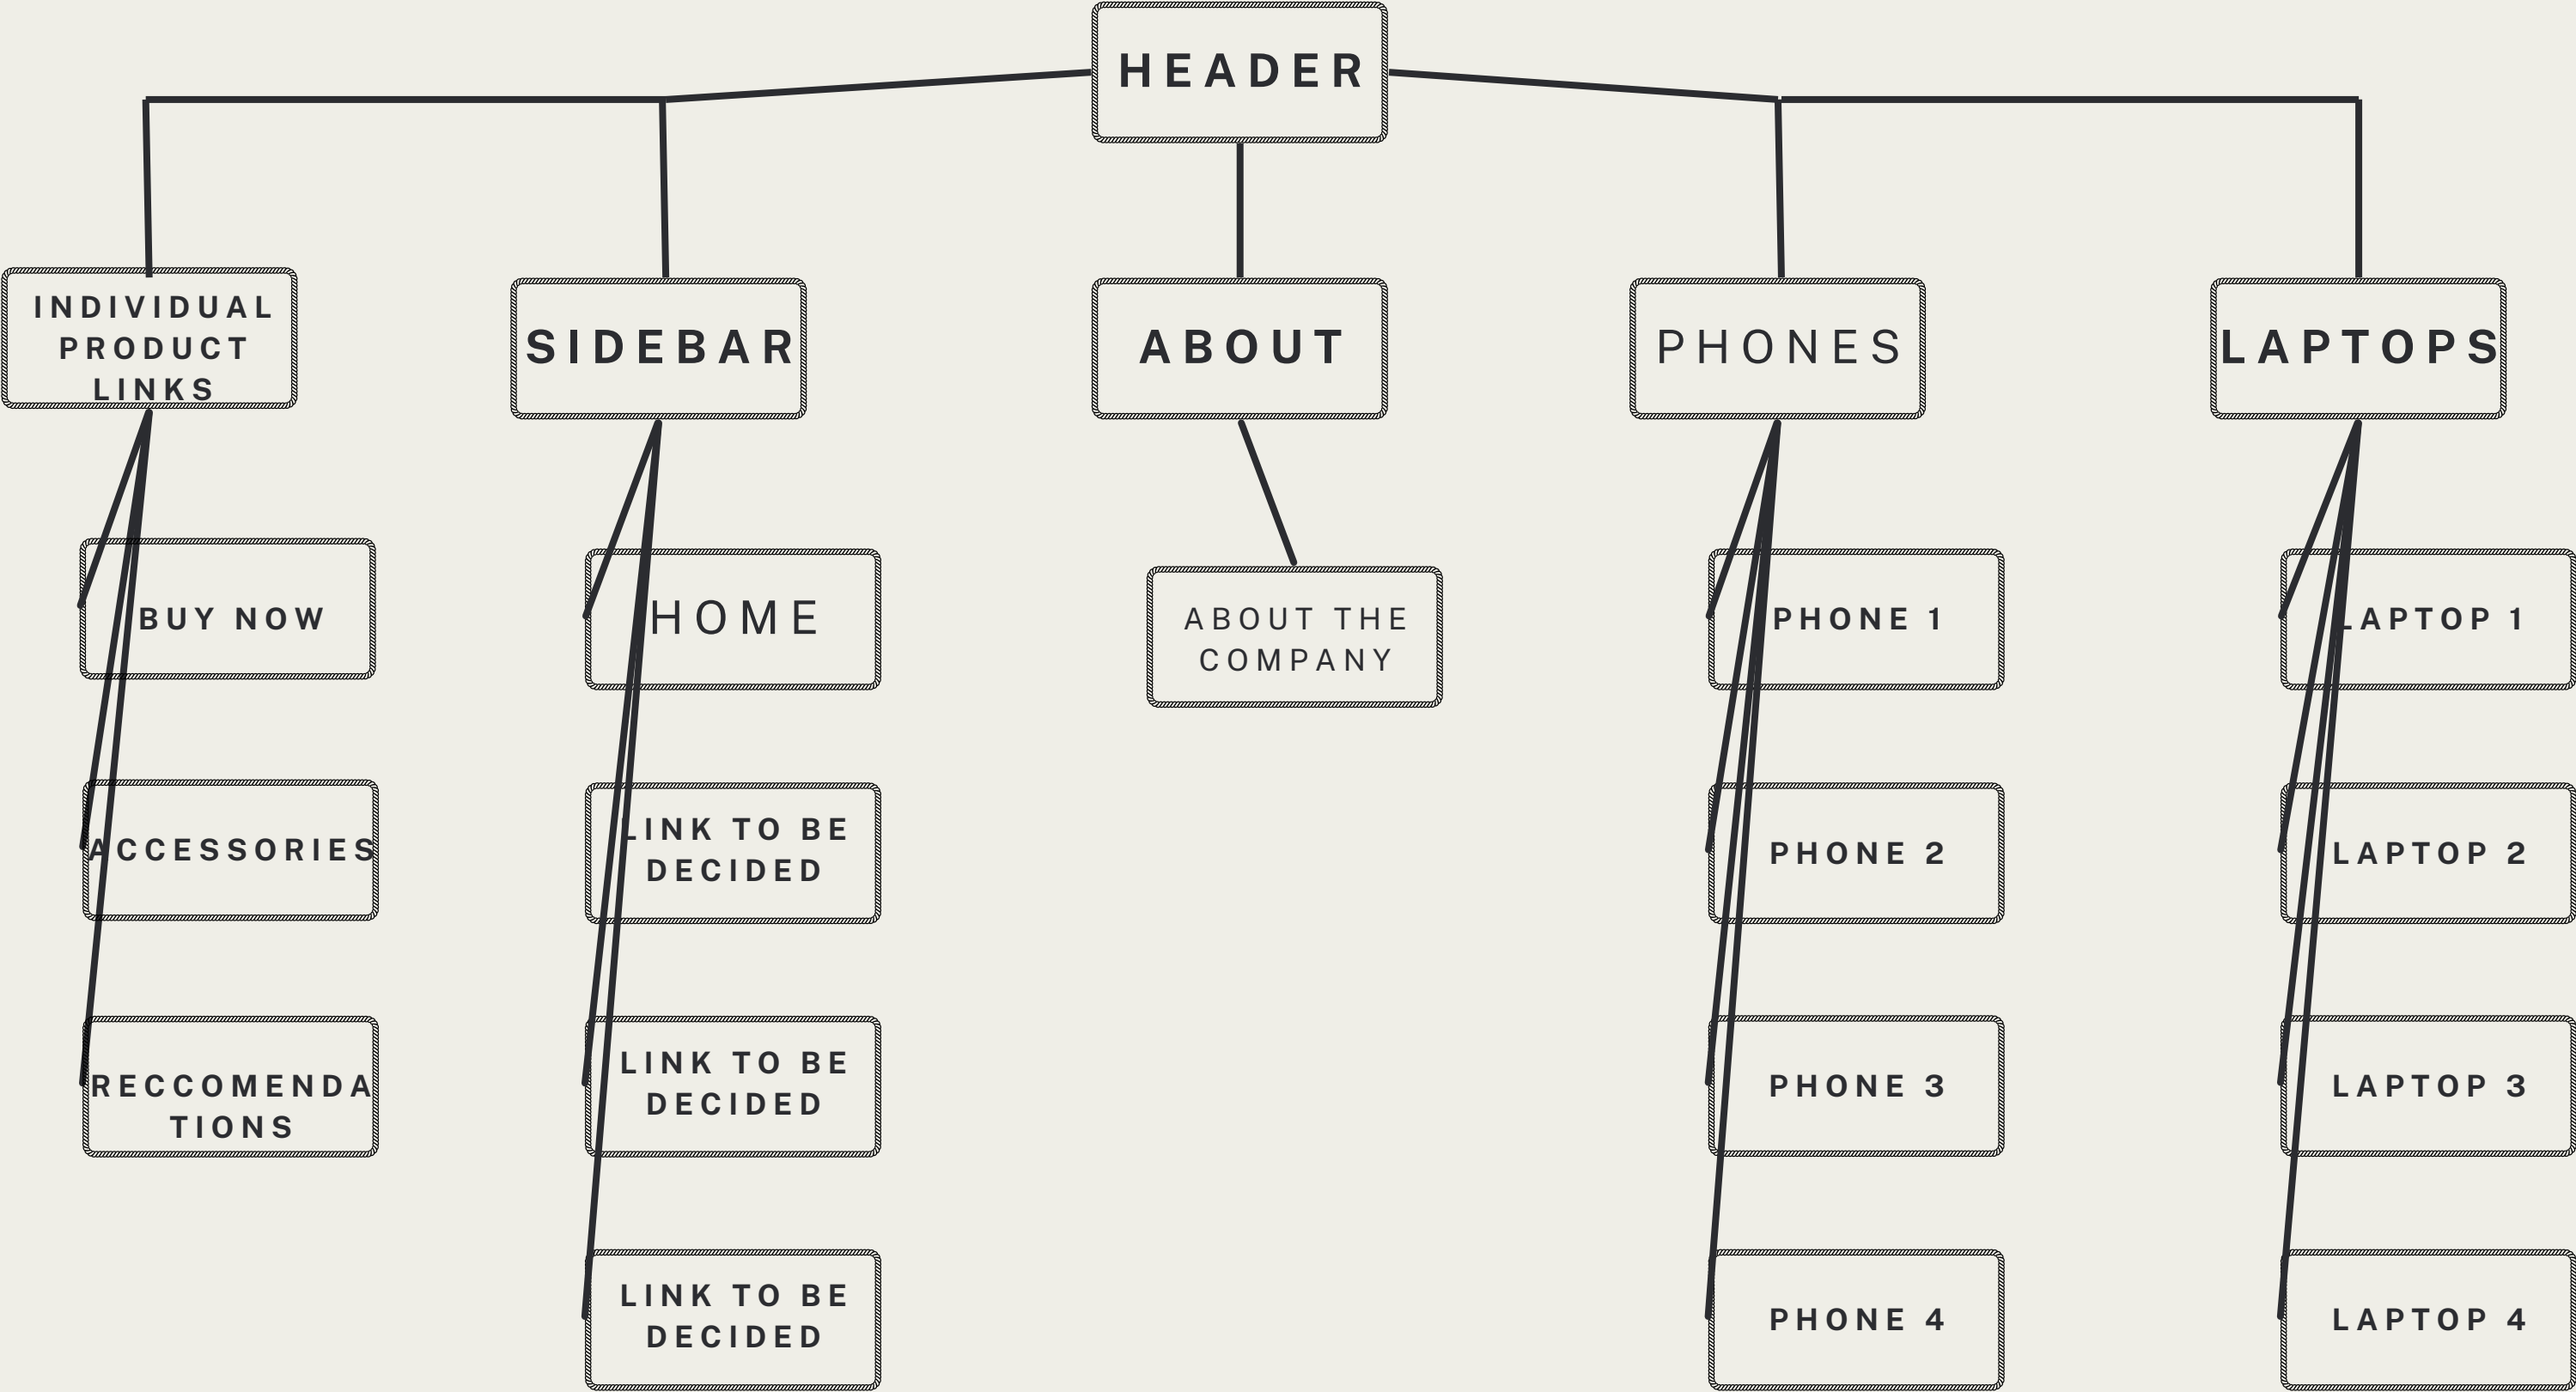 HEADER
INDIVIDUAL
PRODUCT
LINKS
SIDEBAR
ABOUT
PHONES
LAPTOPS
BUY NOW
ACCESSORIES
RECCOMENDA
TIONS
HOME
LINK TO BE
DECIDED
LINK TO BE
DECIDED
LINK TO BE
DECIDED
ABOUT THE
COMPANY
PHONE 1
PHONE 2
PHONE 3
PHONE 4
LAPTOP 1
LAPTOP 2
LAPTOP 3
LAPTOP 4